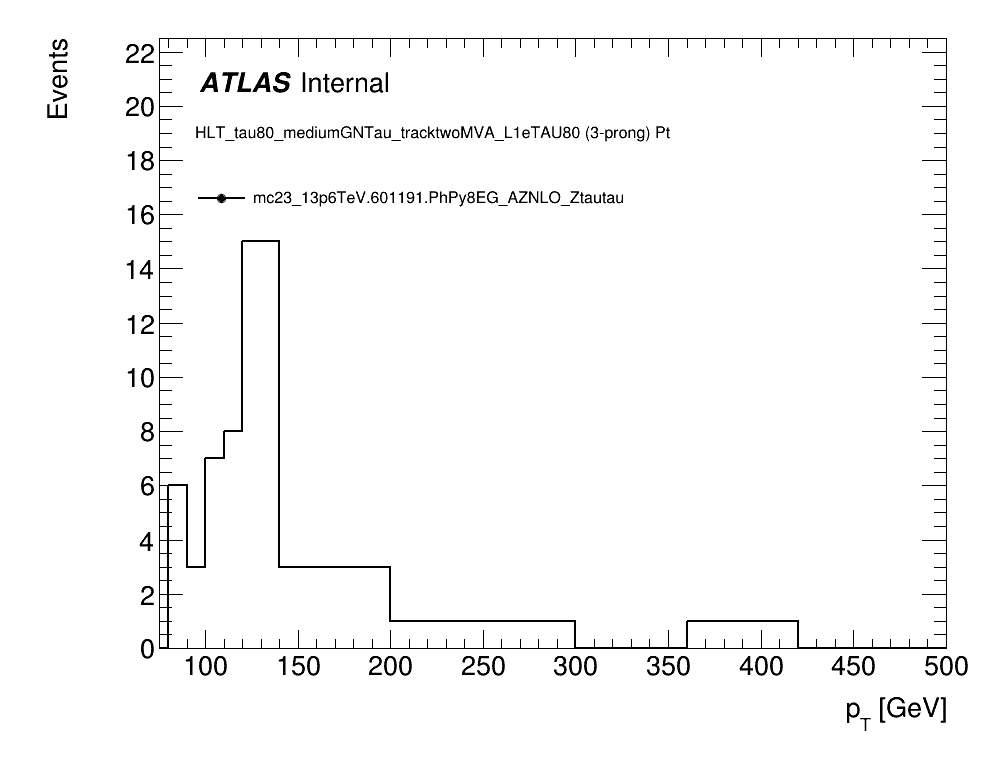 Events
22
20
18
16
14
12
10
8
6
4
2
0
ATLAS Internal
HLT_tau80_mediumGNTau_tracktwoMVA_L1eTAU80 (3-prong) Pt
mc23_13p6TeV.601191.PhPy8EG_AZNLO_Ztautau
100 150 200 250 300 350 400 450 500
p_T [GeV]